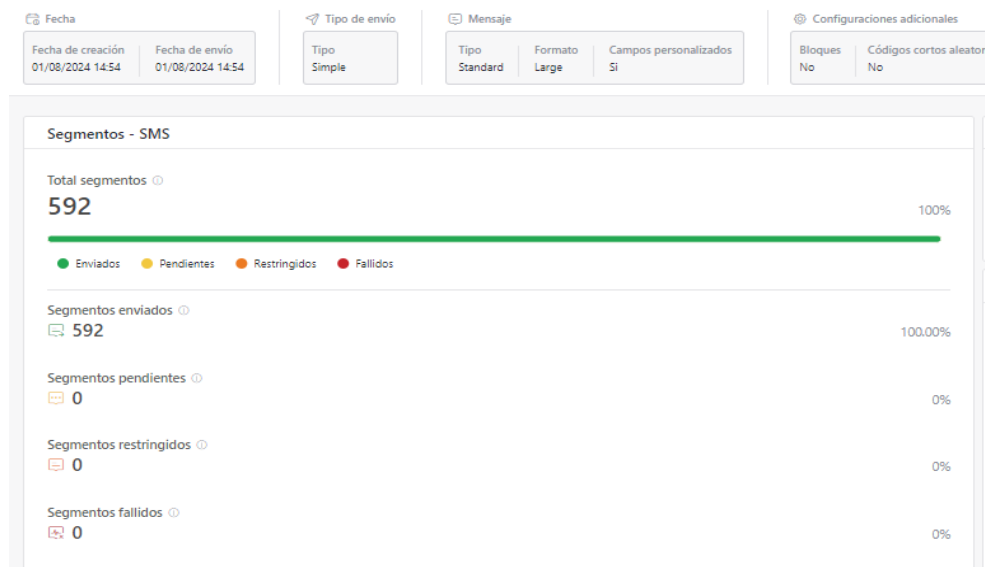 Fecha
Fecha de creación
01/08/2024 14:54
Fecha de envío
01/08/2024 14:54
Tipo de envío
Tipo
Simple
Mensaje
Tipo
Standard
Formato
Large
Campos personalizados
Si
Configuraciones adicionales
Bloques
No
Códigos cortos aleator
No
Segmentos - SMS
Total segmentos
592
100%
Enviados
Pendientes
Restringidos
Fallidos
Segmentos enviados
592
100.00%
Segmentos pendientes
0
0%
Segmentos restringidos
0
0%
Segmentos fallidos
0
0%